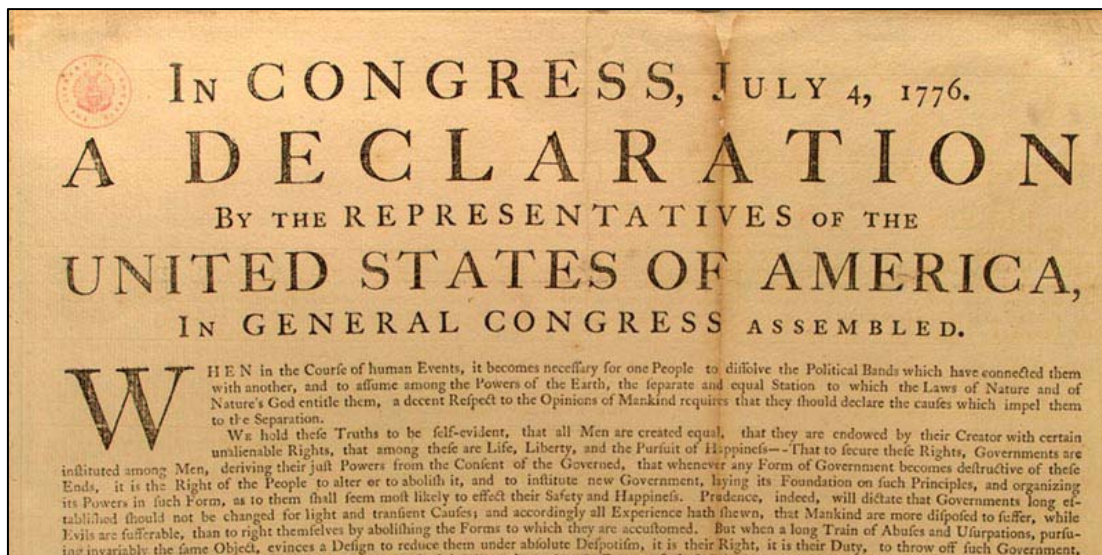 IN CONGRESS, JULY 4, 1776.
A DECLARATION
BY THE REPRESENTATIVES OF THE
UNITED STATES OF AMERICA,
IN GENERAL CONGRESS ASSEMBLED.
WHEN in the Courſe of human Events, it becomes neceſſary for one People to diſſolve the Political Bands which have connected them
with another, and to aſſume among the Powers of the Earth, the ſeparate and equal Station to which the Laws of Nature and of
Nature's God entitle them, a decent Reſpect to the Opinions of Mankind requires that they ſhould declare the cauſes which impel them
to the Separation.
WE hold theſe Truths to be ſelf-evident, that all Men are created equal, that they are endowed by their Creator with certain
unalienable Rights, that among theſe are Life, Liberty, and the Purſuit of Happineſs--That to ſecure theſe Rights, Governments are
inſtituted among Men, deriving their juſt Powers from the Conſent of the Governed, that whenever any Form of Government becomes deſtructive of theſe
Ends, it is the Right of the People to alter or to aboliſh it, and to inſtitute new Government, laying its Foundation on ſuch Principles, and organizing
its Powers in ſuch Form, as to them ſhall ſeem moſt likely to effect their Safety and Happineſs. Prudence, indeed, will dictate that Governments long eſ-
tabliſhed ſhould not be changed for light and tranſient Cauſes; and accordingly all Experience hath ſhewn, that Mankind are more diſpoſed to ſuffer, while
Evils are ſufferable, than to right themſelves by aboliſhing the Forms to which they are accuſtomed. But when a long Train of Abuſes and Uſurpations, purſu-
ing invariably the ſame Object, evinces a Deſign to reduce them under abſolute Deſpotiſm, it is their Right, it is their Duty, to throw off ſuch Government,